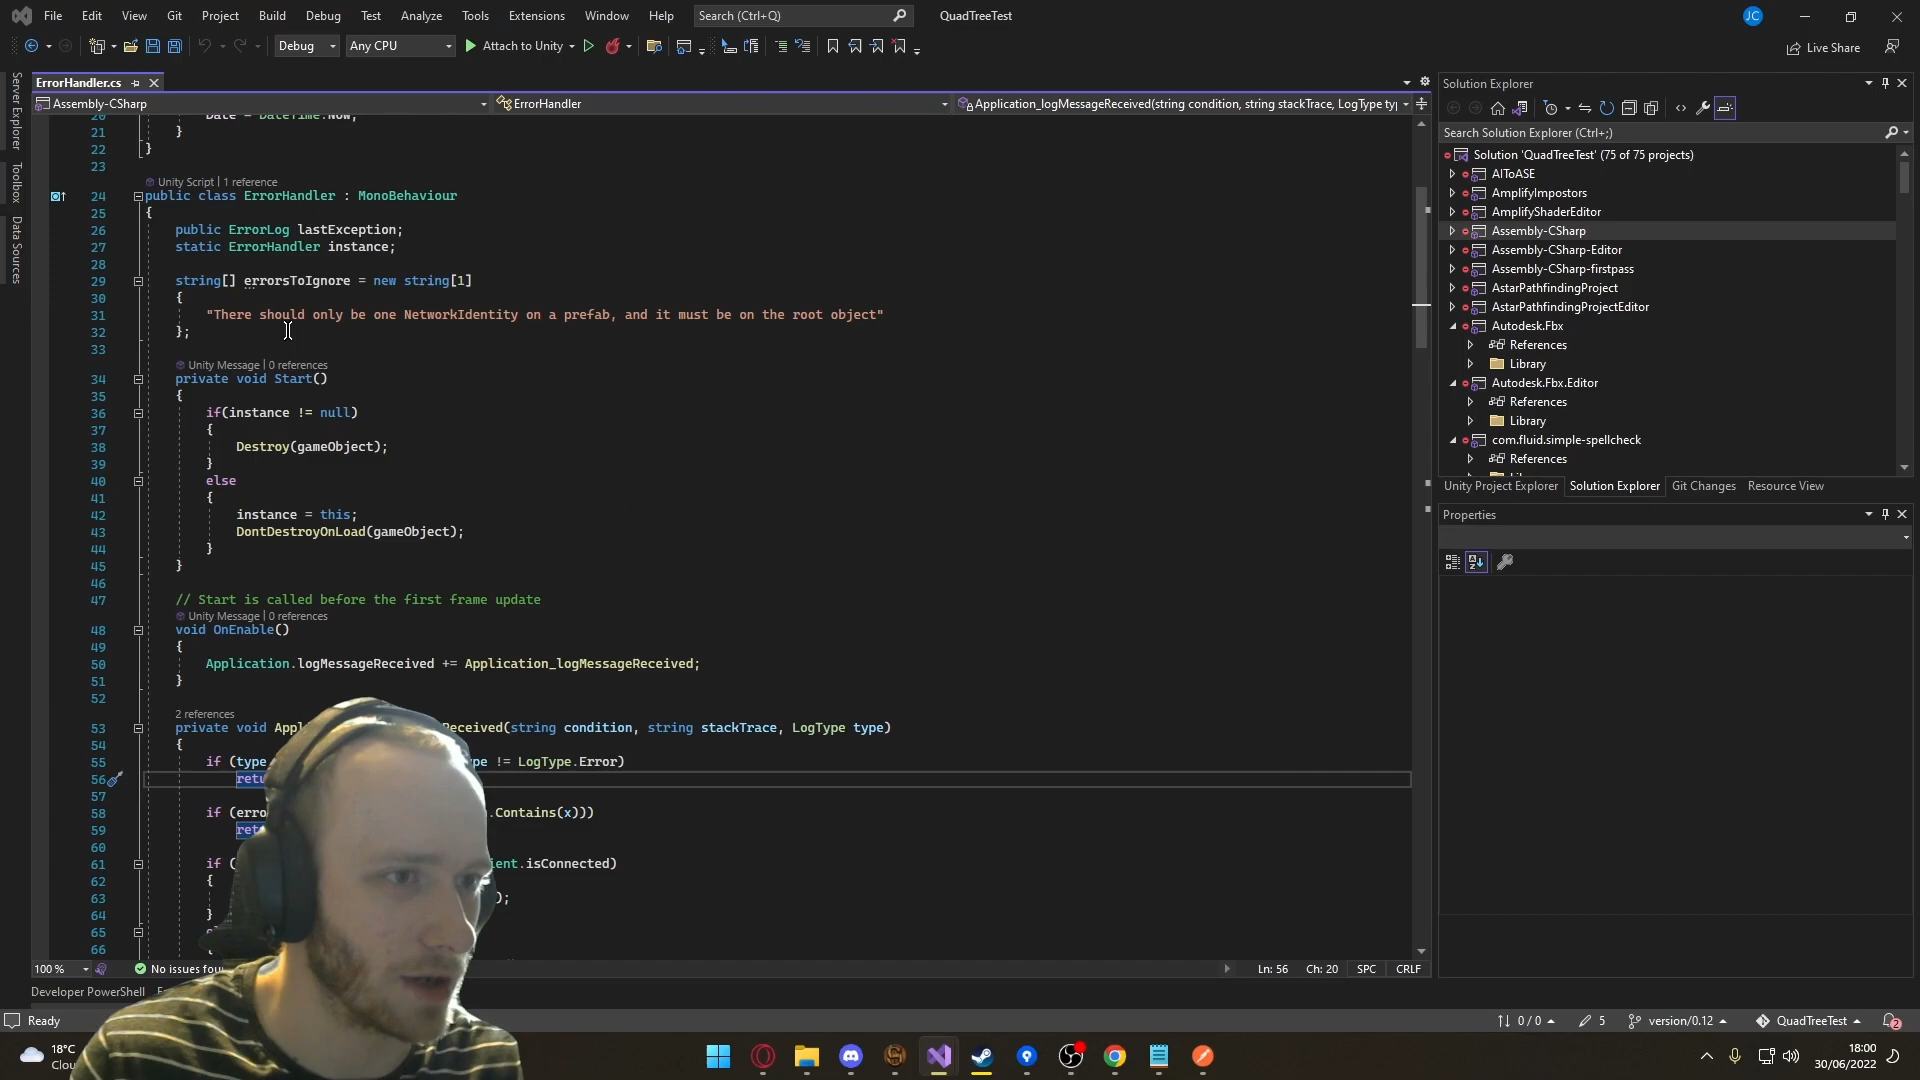 File Edit View Git Project Build Debug Test Analyze Tools Extensions Window Help Search (Ctrl+Q) QuadTreeTest JC
Debug Any CPU Attach to Unity Live Share
ErrorHandler.cs
Assembly-CSharp ErrorHandler Application_logMessageReceived(string condition, string stackTrace, LogType
Server Explorer
Toolbox
Data Sources
20 Date = DateTime.Now;
21 }
22 }
23
Unity Script | 1 reference
24 public class ErrorHandler : MonoBehaviour
25 {
26 public ErrorLog lastException;
27 static ErrorHandler instance;
28
29 string[] errorsToIgnore = new string[1]
30 {
31 "There should only be one NetworkIdentity on a prefab, and it must be on the root object"
32 };
33
Unity Message | 0 references
34 private void Start()
35 {
36 if(instance != null)
37 {
38 Destroy(gameObject);
39 }
40 else
41 {
42 instance = this;
43 DontDestroyOnLoad(gameObject);
44 }
45 }
46
47 // Start is called before the first frame update
Unity Message | 0 references
48 void OnEnable()
49 {
50 Application.logMessageReceived += Application_logMessageReceived;
51 }
52
2 references
53 private void (string condition, string stackTrace, LogType type)
54 {
55 if (type != LogType.Error)
56
57
58 if ( .Contains(x)))
59
60
61 if ( .isConnected)
62 {
63 );
64 }
65
66
100 % Ln: 56 Ch: 20 SPC CRLF
Developer PowerShell
Ready 0 / 0 5 version/0.12 QuadTreeTest 2
Solution Explorer
Search Solution Explorer (Ctrl+;)
Solution 'QuadTreeTest' (75 of 75 projects)
AIToASE
AmplifyImpostors
AmplifyShaderEditor
Assembly-CSharp
Assembly-CSharp-Editor
Assembly-CSharp-firstpass
AstarPathfindingProject
AstarPathfindingProjectEditor
Autodesk.Fbx
References
Library
Autodesk.Fbx.Editor
References
Library
com.fluid.simple-spellcheck
References
Unity Project Explorer Solution Explorer Git Changes Resource View
Properties
18°C
18:00
30/06/2022